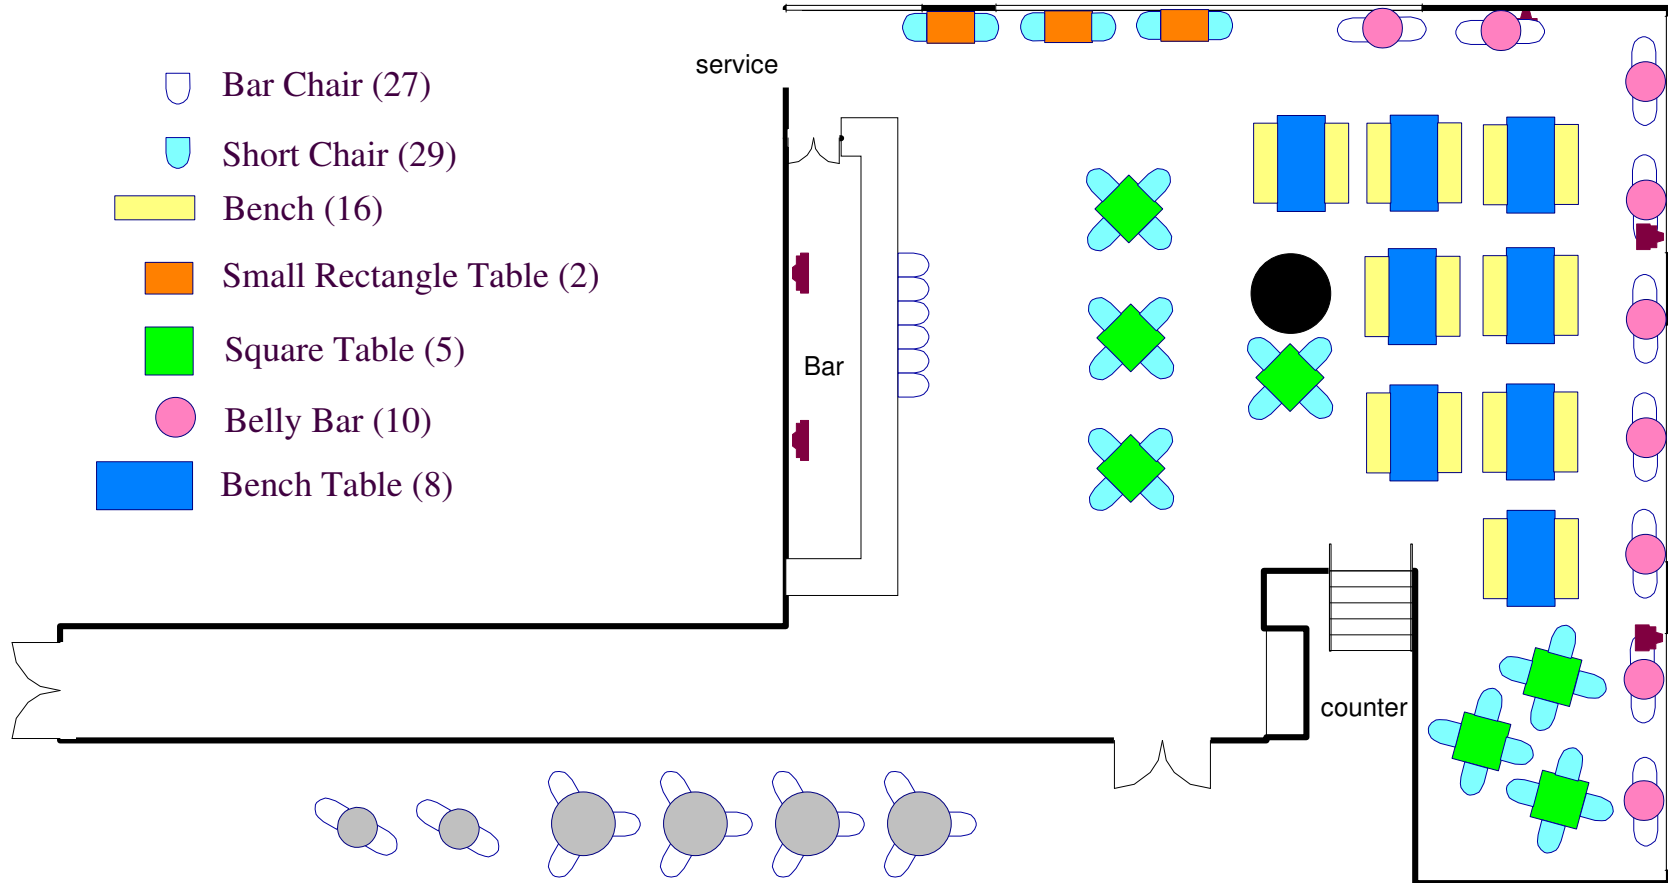 service
Bar Chair (27)
Short Chair (29)
Bench (16)
Small Rectangle Table (2)
Square Table (5)
Bar
Belly Bar (10)
Bench Table (8)
counter